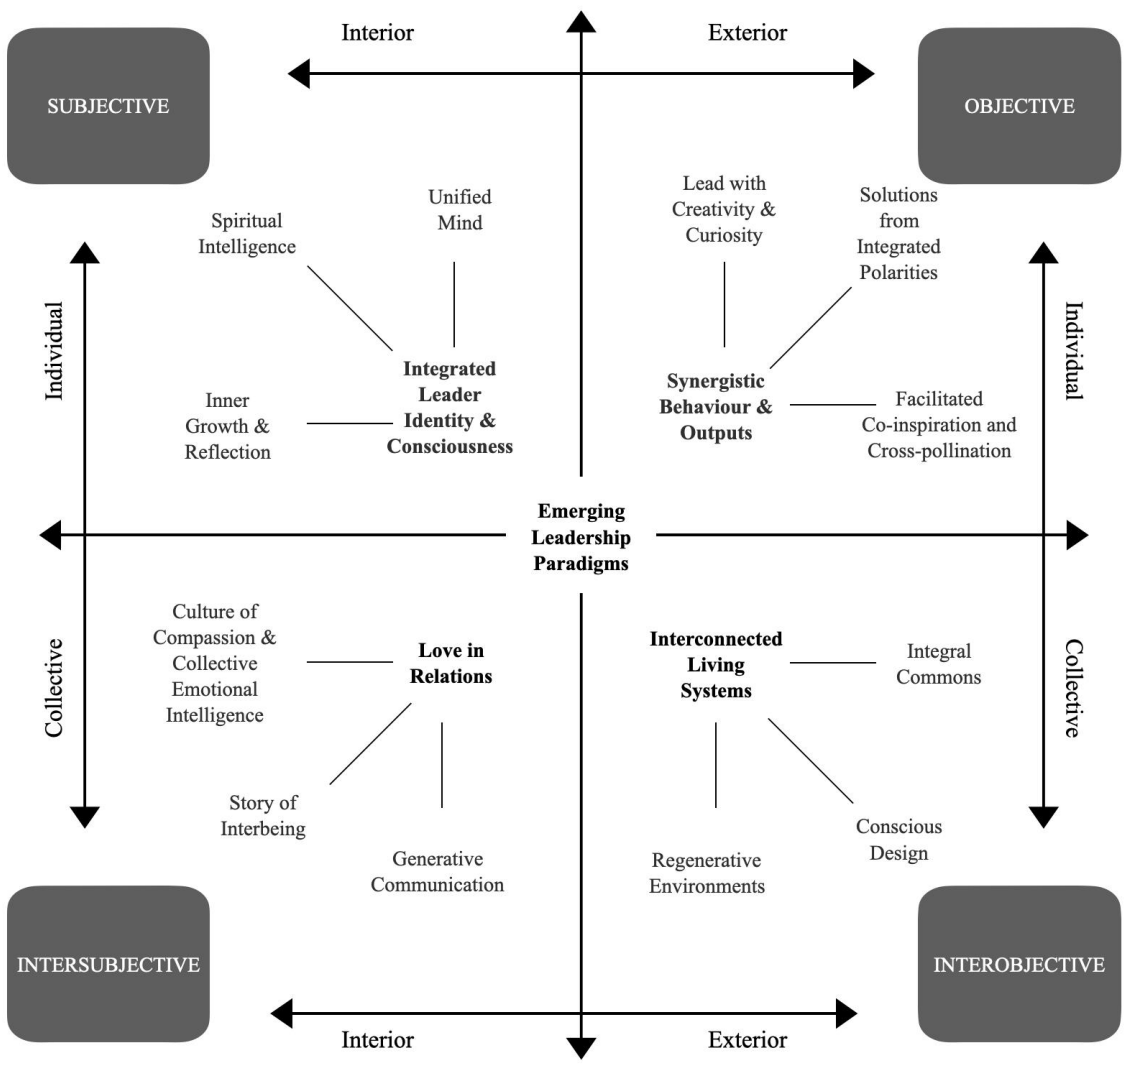 Interior
Exterior
SUBJECTIVE
OBJECTIVE
Unified
Mind
Spiritual
Intelligence
Lead with
Creativity &
Curiosity
Solutions
from
Integrated
Polarities
Individual
Individual
Integrated
Leader
Identity &
Consciousness
Inner
Growth &
Reflection
Synergistic
Behaviour &
Outputs
Facilitated
Co-inspiration and
Cross-pollination
Emerging
Leadership
Paradigms
Culture of
Compassion &
Collective
Emotional
Intelligence
Love in
Relations
Interconnected
Living
Systems
Integral
Commons
Collective
Collective
Story of
Interbeing
Generative
Communication
Regenerative
Environments
Conscious
Design
INTERSUBJECTIVE
INTEROBJECTIVE
Interior
Exterior